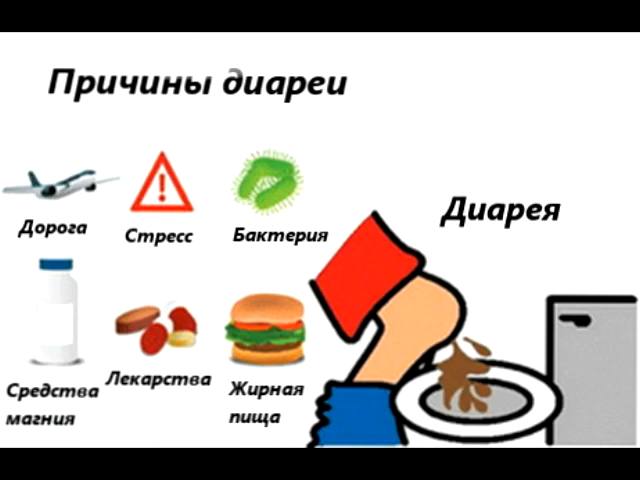 Причины диареи
Дорога
Стресс
Бактерия
Диарея
Средства
магния
Лекарства
Жирная
пища